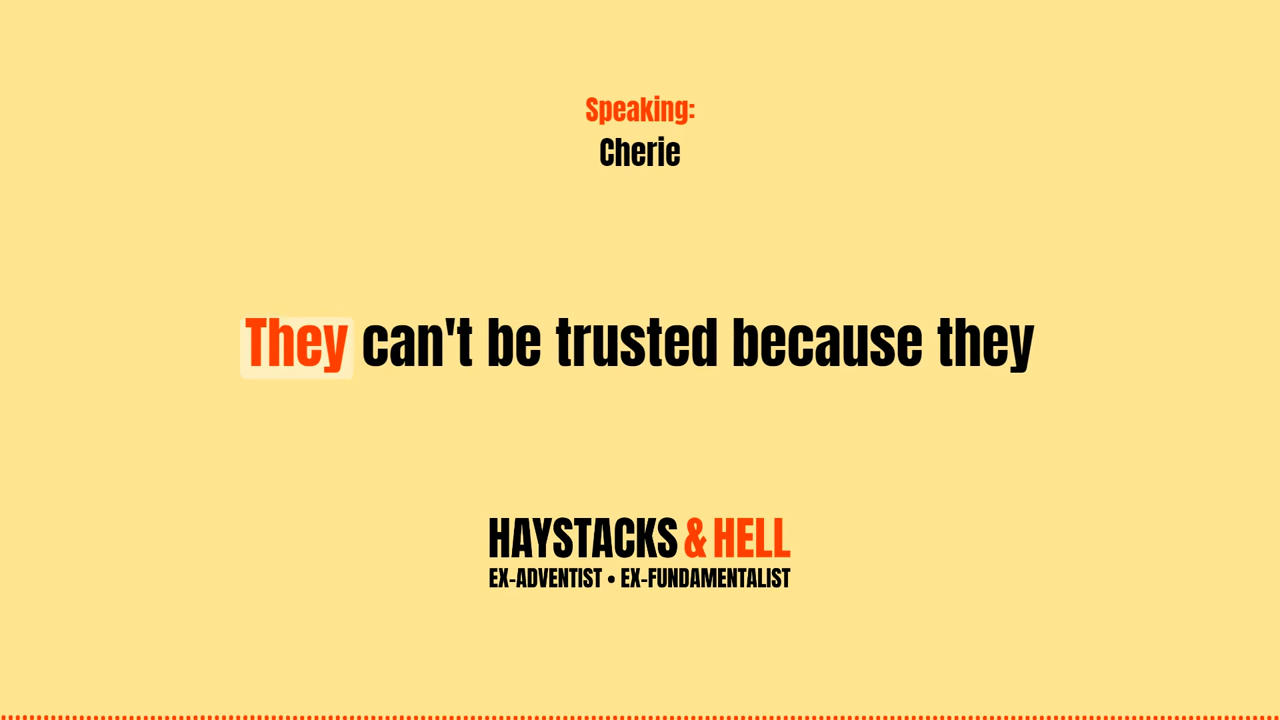 Speaking:
Cherie
They can't be trusted because they
HAYSTACKS & HELL
EX-ADVENTIST • EX-FUNDAMENTALIST